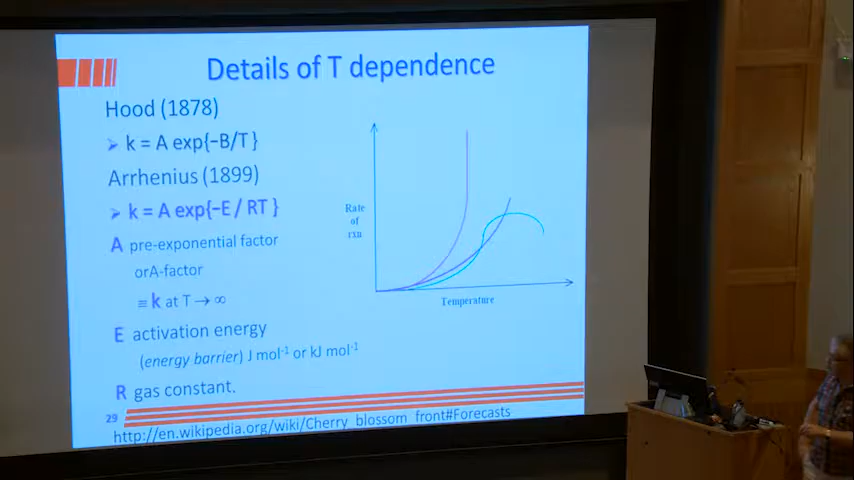 Details of T dependence
Hood (1878)
➢ k = A exp{−B/T}
Arrhenius (1899)
➢ k = A exp{−E / RT }
A pre-exponential factor
orA-factor
≡ k at T → ∞
E activation energy
(energy barrier) J mol⁻¹ or kJ mol⁻¹
R gas constant.
Rate
of
rxn
Temperature
29
http://en.wikipedia.org/wiki/Cherry_blossom_front#Forecasts